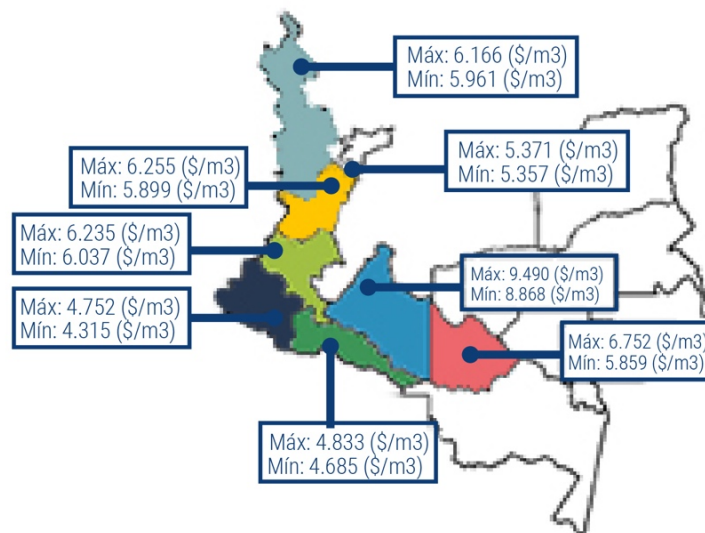 Máx: 6.166 ($/m3)
Mín: 5.961 ($/m3)
Máx: 5.371 ($/m3)
Mín: 5.357 ($/m3)
Máx: 6.255 ($/m3)
Mín: 5.899 ($/m3)
Máx: 6.235 ($/m3)
Mín: 6.037 ($/m3)
Máx: 9.490 ($/m3)
Mín: 8.868 ($/m3)
Máx: 4.752 ($/m3)
Mín: 4.315 ($/m3)
Máx: 6.752 ($/m3)
Mín: 5.859 ($/m3)
Máx: 4.833 ($/m3)
Mín: 4.685 ($/m3)